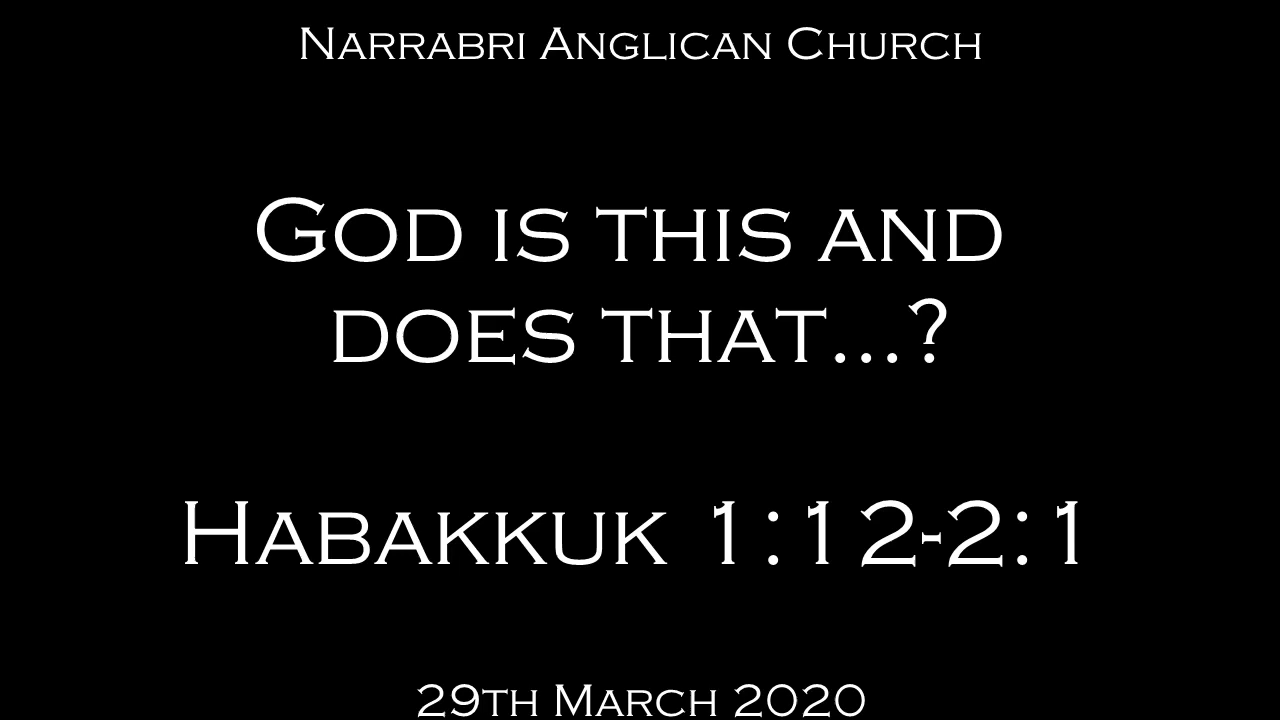 Narrabri Anglican Church
God is this and
does that...?
Habakkuk 1:12-2:1
29th March 2020